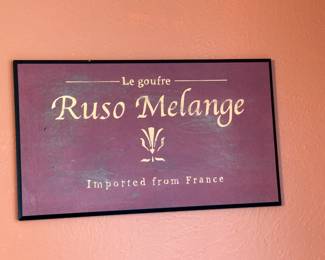 Le goufre
Ruso Melange
Imported from France